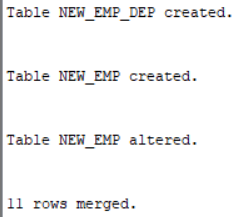 Table NEW_EMP_DEP created.
Table NEW_EMP created.
Table NEW_EMP altered.
11 rows merged.